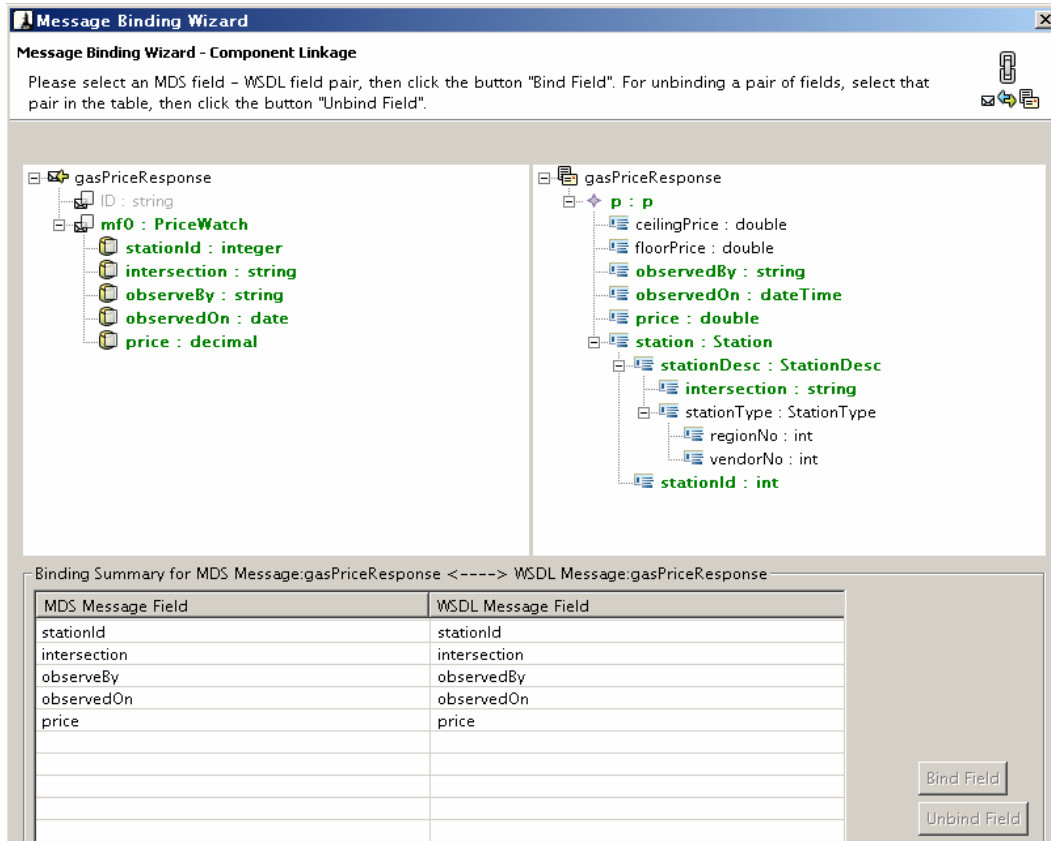 Message Binding Wizard
Message Binding Wizard - Component Linkage
Please select an MDS field – WSDL field pair, then click the button "Bind Field". For unbinding a pair of fields, select that
pair in the table, then click the button "Unbind Field".
gasPriceResponse
ID : string
mf0 : PriceWatch
stationId : integer
intersection : string
observeBy : string
observedOn : date
price : decimal
gasPriceResponse
p : p
ceilingPrice : double
floorPrice : double
observedBy : string
observedOn : dateTime
price : double
station : Station
stationDesc : StationDesc
intersection : string
stationType : StationType
regionNo : int
vendorNo : int
stationId : int
Binding Summary for MDS Message:gasPriceResponse <----> WSDL Message:gasPriceResponse
MDS Message Field WSDL Message Field
stationId stationId
intersection intersection
observeBy observedBy
observedOn observedOn
price price
Bind Field
Unbind Field